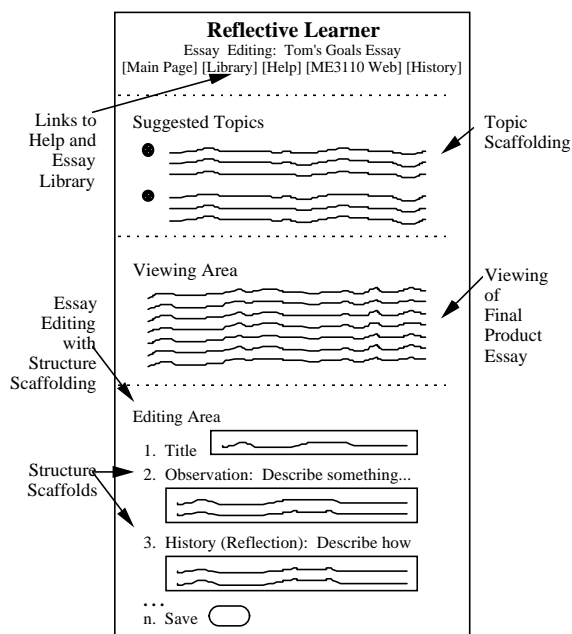 Reflective Learner
Essay Editing: Tom's Goals Essay
[Main Page] [Library] [Help] [ME3110 Web] [History]
Links to
Help and
Essay
Library
Suggested Topics
Topic
Scaffolding
Viewing Area
Viewing
of
Final
Product
Essay
Essay
Editing
with
Structure
Scaffolding
Editing Area
1. Title
Structure
Scaffolds
2. Observation: Describe something...
3. History (Reflection): Describe how
...
n. Save